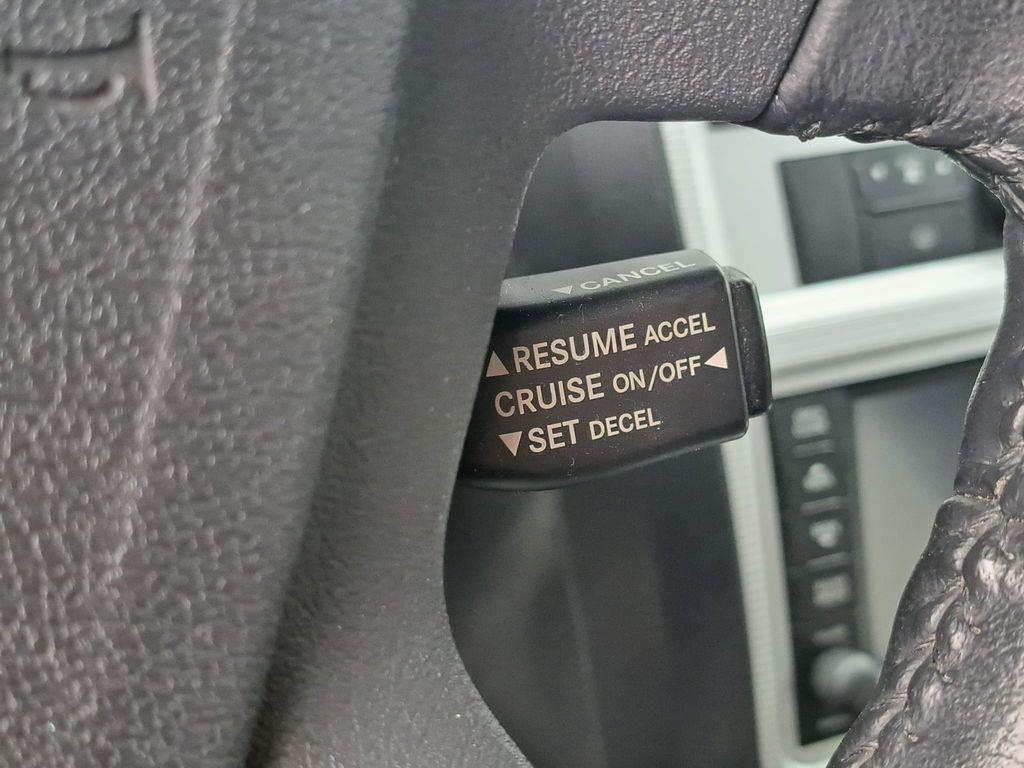 ▼ CANCEL
▲ RESUME ACCEL
CRUISE ON/OFF ◀
▼ SET DECEL